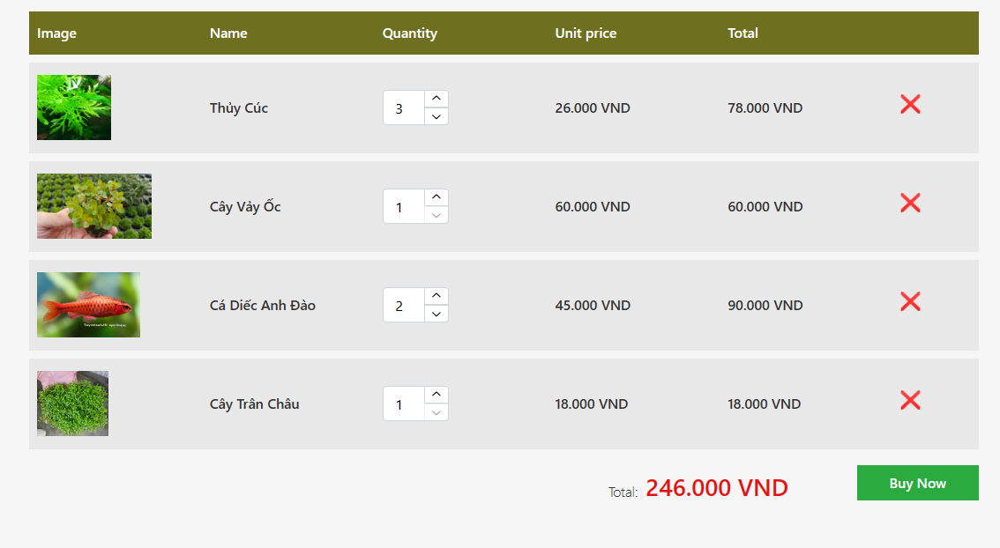 Image Name Quantity Unit price Total
Thủy Cúc 3 26.000 VND 78.000 VND
Cây Vảy Ốc 1 60.000 VND 60.000 VND
Cá Diếc Anh Đào 2 45.000 VND 90.000 VND
Cây Trân Châu 1 18.000 VND 18.000 VND
Total: 246.000 VND Buy Now